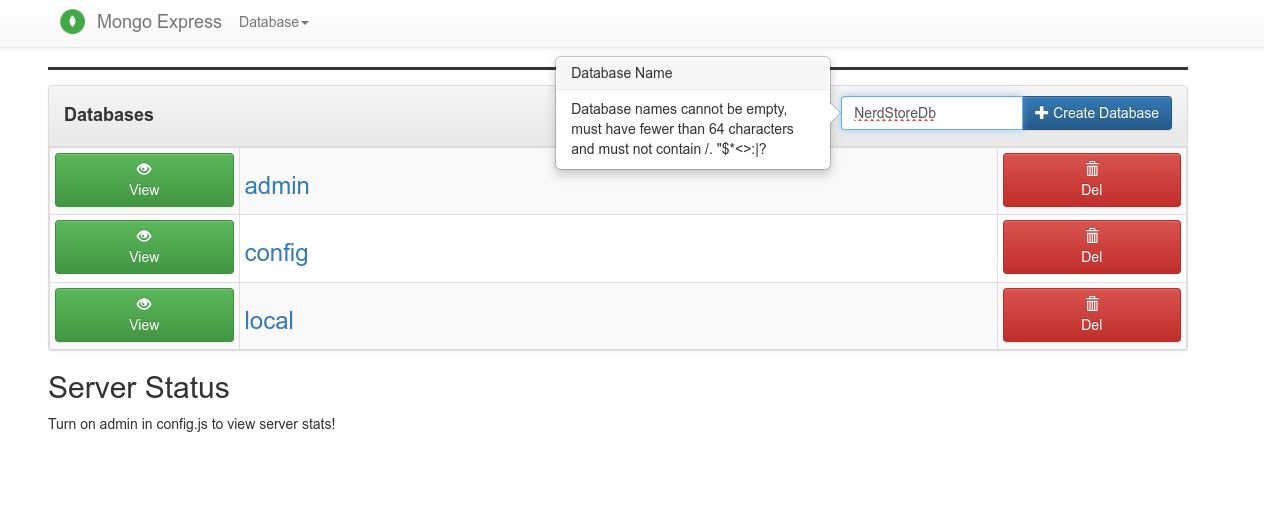 Mongo Express Database
Database Name
Database names cannot be empty,
must have fewer than 64 characters
and must not contain /. "$*<>:|?
Databases
NerdStoreDb
Create Database
View
admin
Del
View
config
Del
View
local
Del
Server Status
Turn on admin in config.js to view server stats!